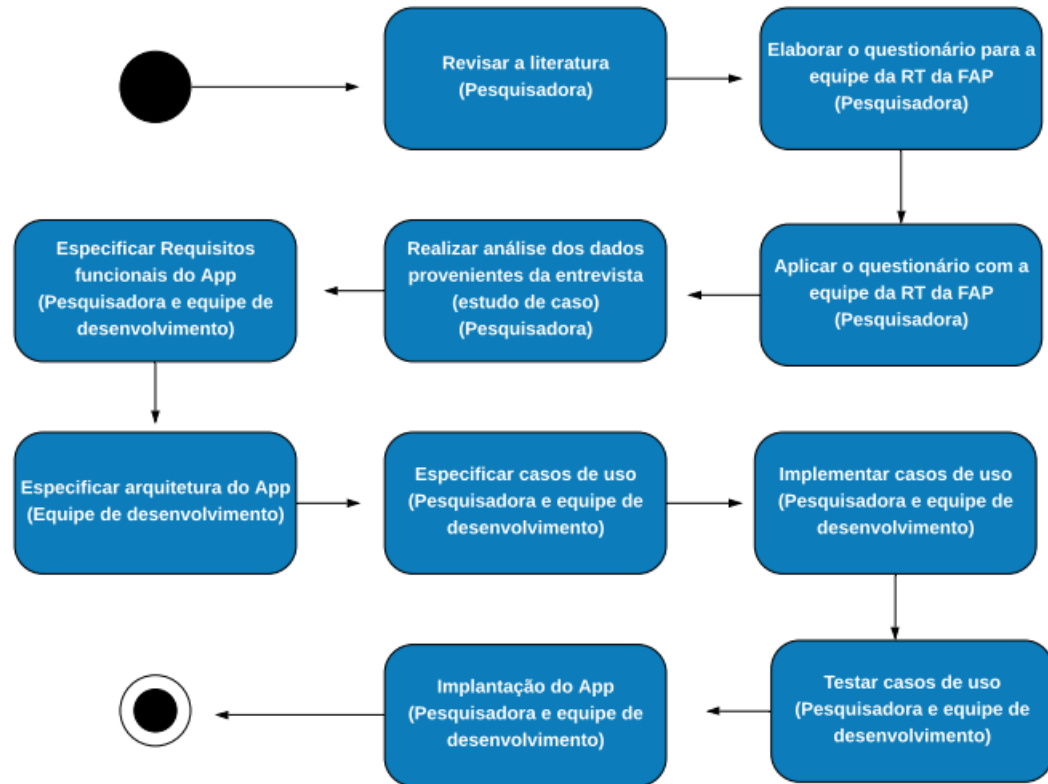 Revisar a literatura
(Pesquisadora)
Elaborar o questionário para a
equipe da RT da FAP
(Pesquisadora)
Especificar Requisitos
funcionais do App
(Pesquisadora e equipe de
desenvolvimento)
Realizar análise dos dados
provenientes da entrevista
(estudo de caso)
(Pesquisadora)
Aplicar o questionário com a
equipe da RT da FAP
(Pesquisadora)
Especificar arquitetura do App
(Equipe de desenvolvimento)
Especificar casos de uso
(Pesquisadora e equipe de
desenvolvimento)
Implementar casos de uso
(Pesquisadora e equipe de
desenvolvimento)
Implantação do App
(Pesquisadora e equipe de
desenvolvimento)
Testar casos de uso
(Pesquisadora e equipe de
desenvolvimento)